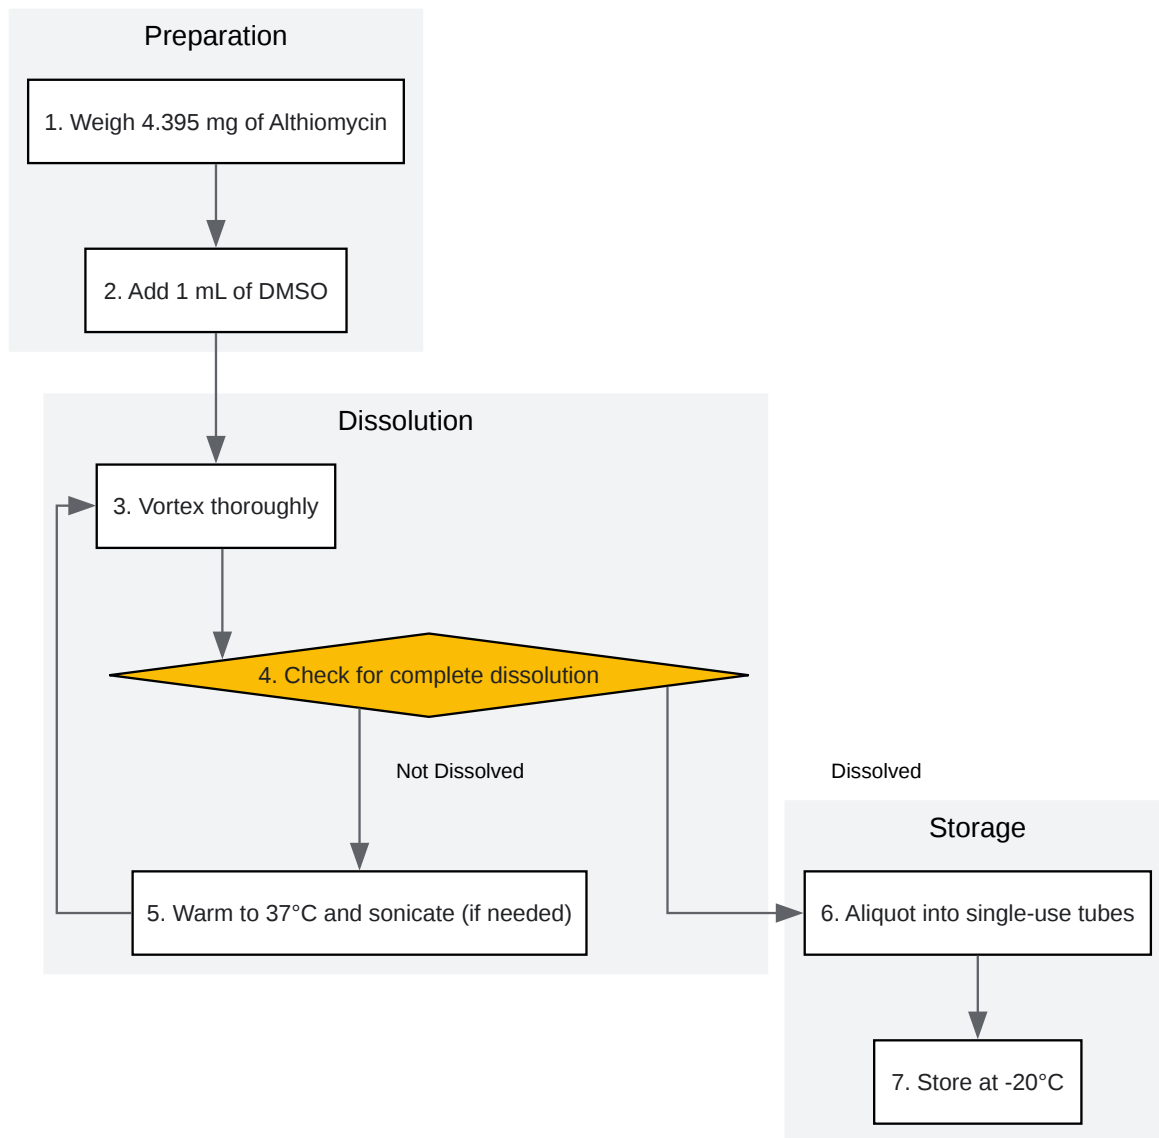 Preparation
1. Weigh 4.395 mg of Althiomycin
2. Add 1 mL of DMSO
Dissolution
3. Vortex thoroughly
4. Check for complete dissolution
Not Dissolved
Dissolved
Storage
5. Warm to 37°C and sonicate (if needed)
6. Aliquot into single-use tubes
7. Store at -20°C